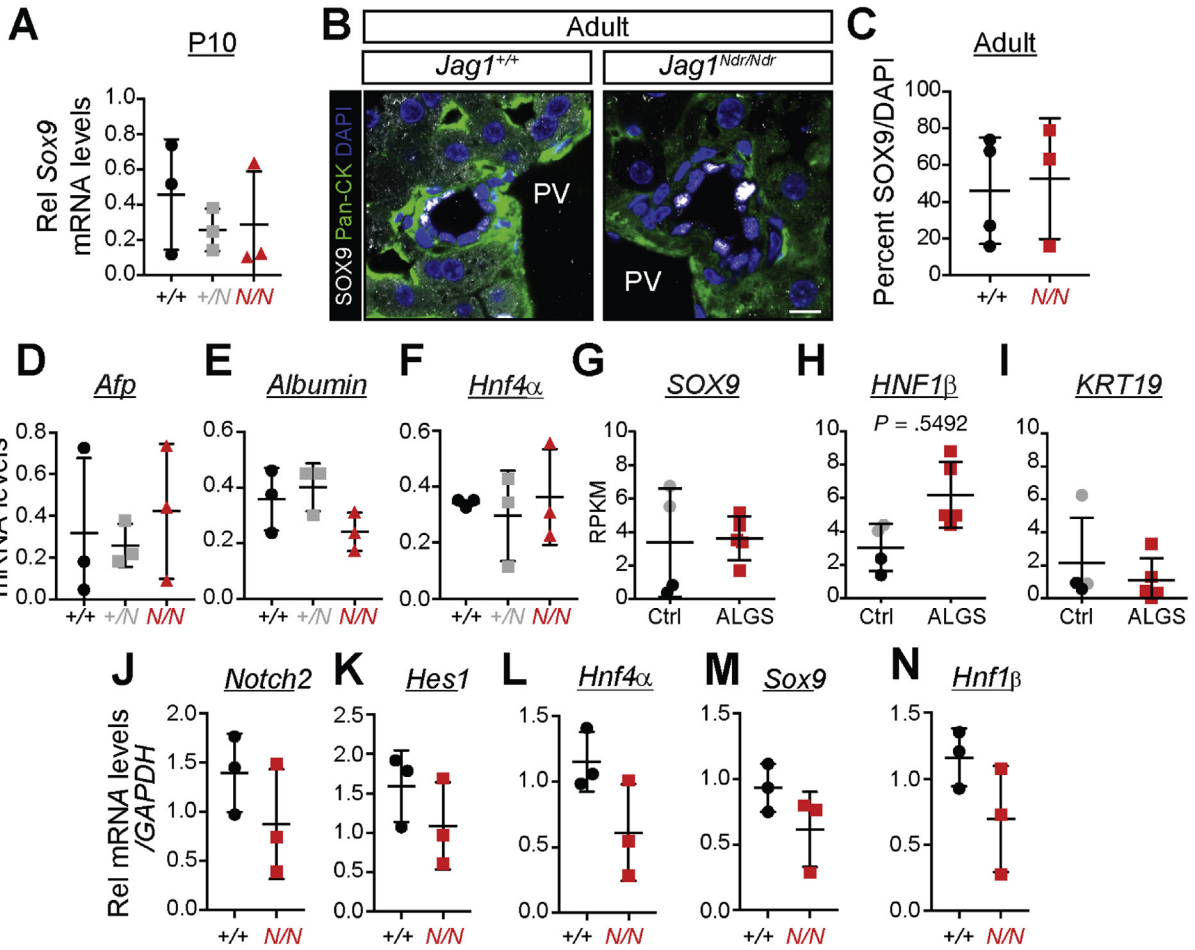 A
P10
Rel Sox9
mRNA levels
1.0
0.8
0.6
0.4
0.2
0.0
+/+ +/N N/N
B
Adult
Jag1+/+
Jag1Ndr/Ndr
SOX9 Pan-CK DAPI
PV
PV
C
Adult
Percent SOX9/DAPI
100
80
60
40
20
0
+/+ N/N
D
Afp
mRNA levels
0.8
0.6
0.4
0.2
0.0
+/+ +/N N/N
E
Albumin
0.6
0.4
0.2
0.0
+/+ +/N N/N
F
Hnf4α
0.6
0.4
0.2
0.0
+/+ +/N N/N
G
SOX9
RPKM
10
8
6
4
2
0
Ctrl ALGS
H
HNF1β
P = .5492
10
8
6
4
2
0
Ctrl ALGS
I
KRT19
10
8
6
4
2
0
Ctrl ALGS
J
Notch2
Rel mRNA levels
/GAPDH
2.0
1.5
1.0
0.5
0.0
+/+ N/N
K
Hes1
2.5
2.0
1.5
1.0
0.5
0.0
+/+ N/N
L
Hnf4α
1.5
1.0
0.5
0.0
+/+ N/N
M
Sox9
1.5
1.0
0.5
0.0
+/+ N/N
N
Hnf1β
1.5
1.0
0.5
0.0
+/+ N/N